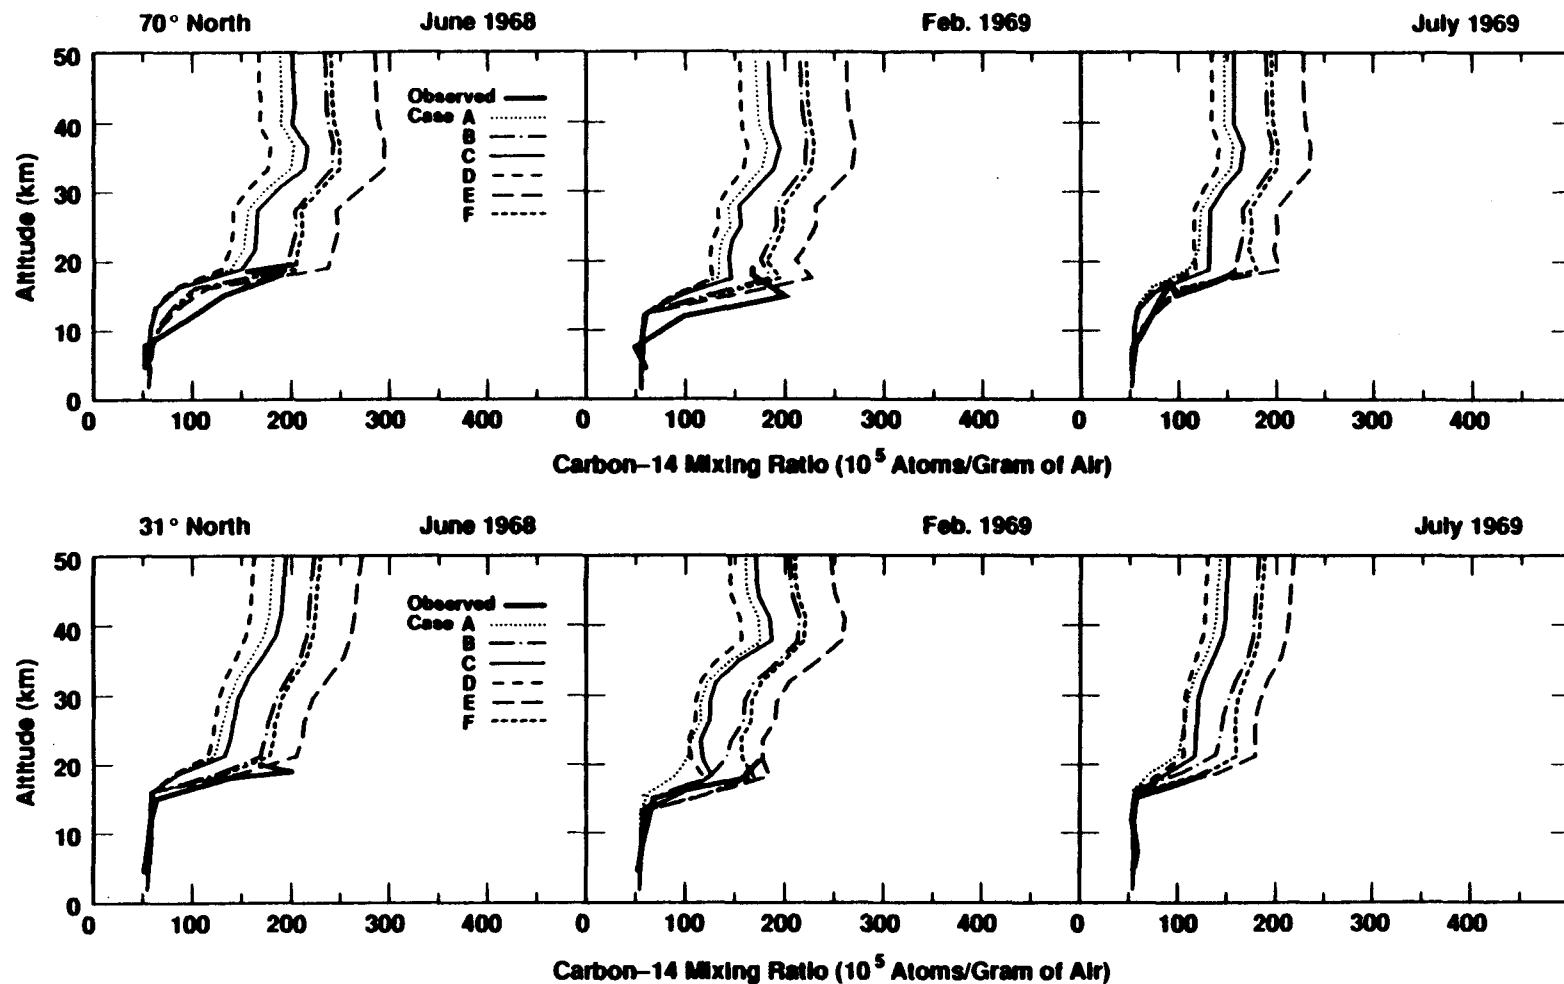 70° North June 1968 Feb. 1969 July 1969
50
40
30
20
10
0
Altitude (km)
Observed
Case A
B
C
D
E
F
0 100 200 300 400 0 100 200 300 400 0 100 200 300 400
Carbon–14 Mixing Ratio (10⁵ Atoms/Gram of Air)
31° North June 1968 Feb. 1969 July 1969
50
40
30
20
10
0
Altitude (km)
Observed
Case A
B
C
D
E
F
0 100 200 300 400 0 100 200 300 400 0 100 200 300 400
Carbon–14 Mixing Ratio (10⁵ Atoms/Gram of Air)